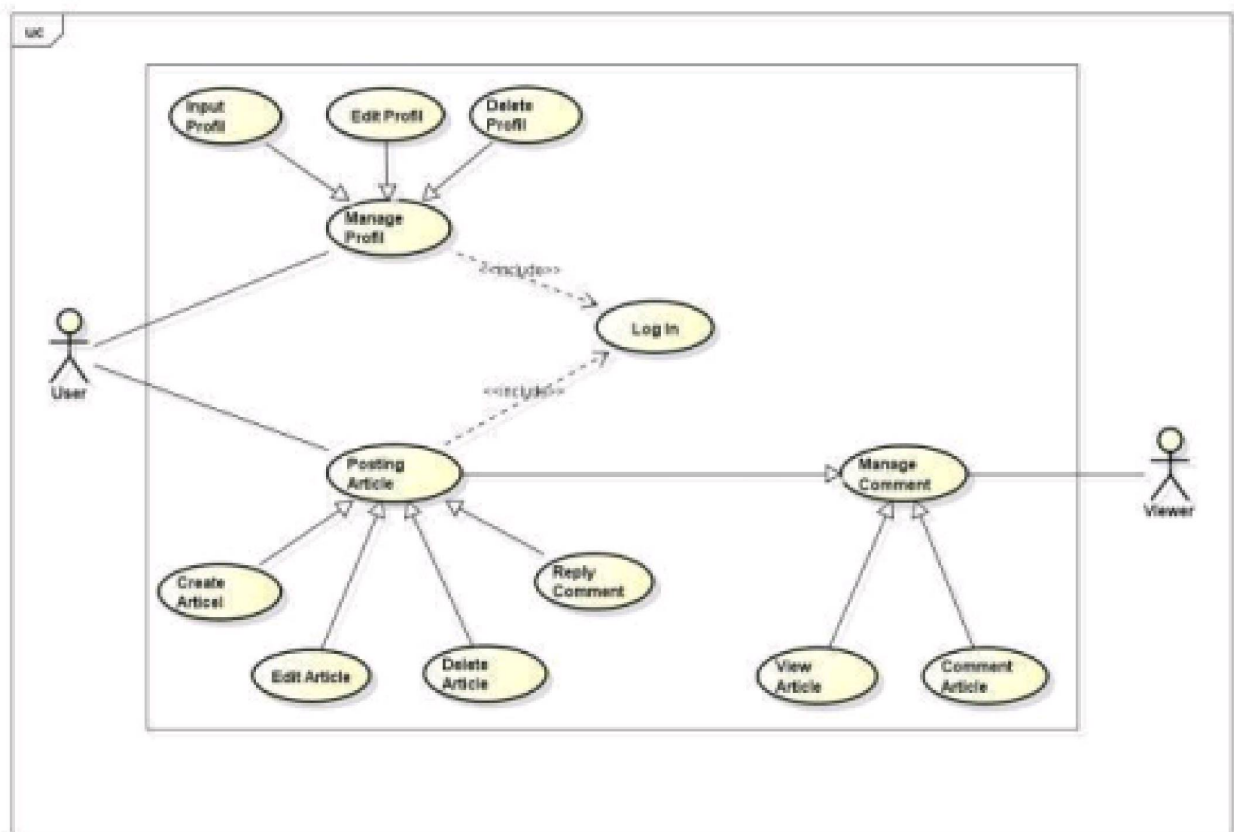 uc
Input
Profil
Edit Profil
Delete
Profil
Manage
Profil
<<include>>
Log In
User
<<include>>
Posting
Article
Manage
Comment
Viewer
Create
Articel
Reply
Comment
Edit Article
Delete
Article
View
Article
Comment
Article